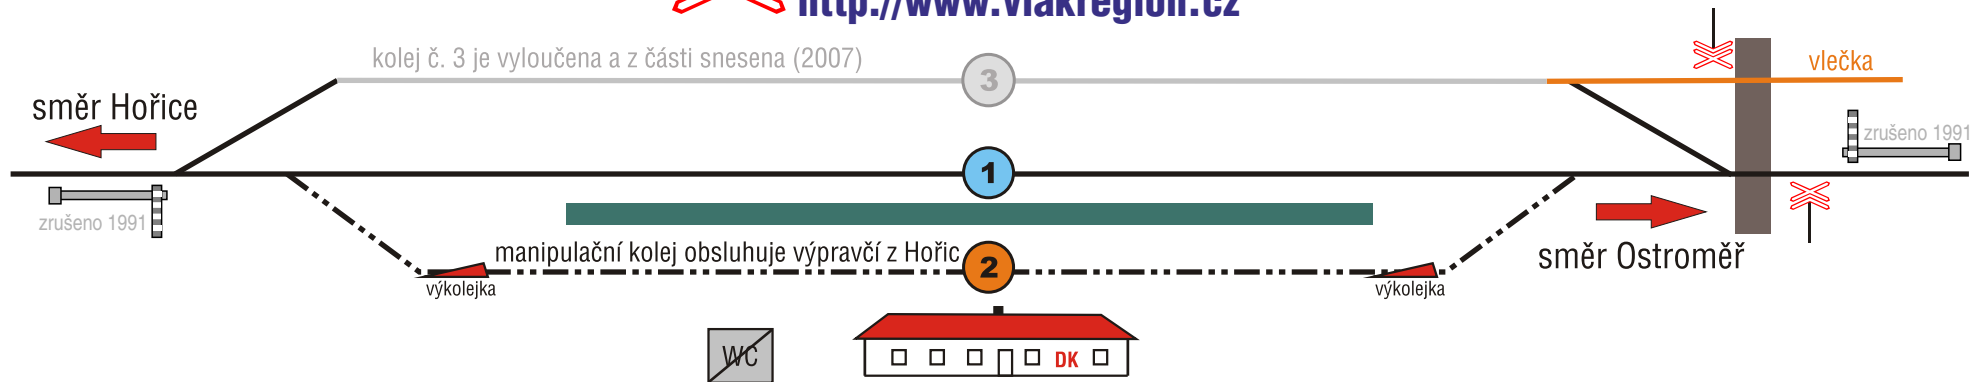 http://www.vlakregion.cz
kolej č. 3 je vyloučena a z části snesena (2007)
3
vlečka
směr Hořice
zrušeno 1991
1
zrušeno 1991
manipulační kolej obsluhuje výpravčí z Hořic
2
směr Ostroměř
výkolejka
výkolejka
WC
DK